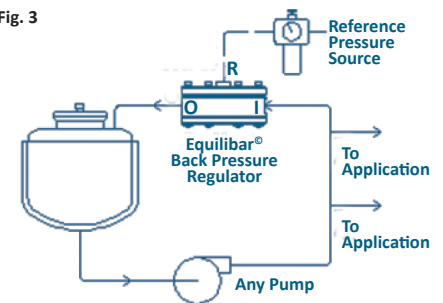 Fig. 3
Reference
Pressure
Source
R
O
I
Equilibar©
Back Pressure
Regulator
To
Application
To
Application
Any Pump